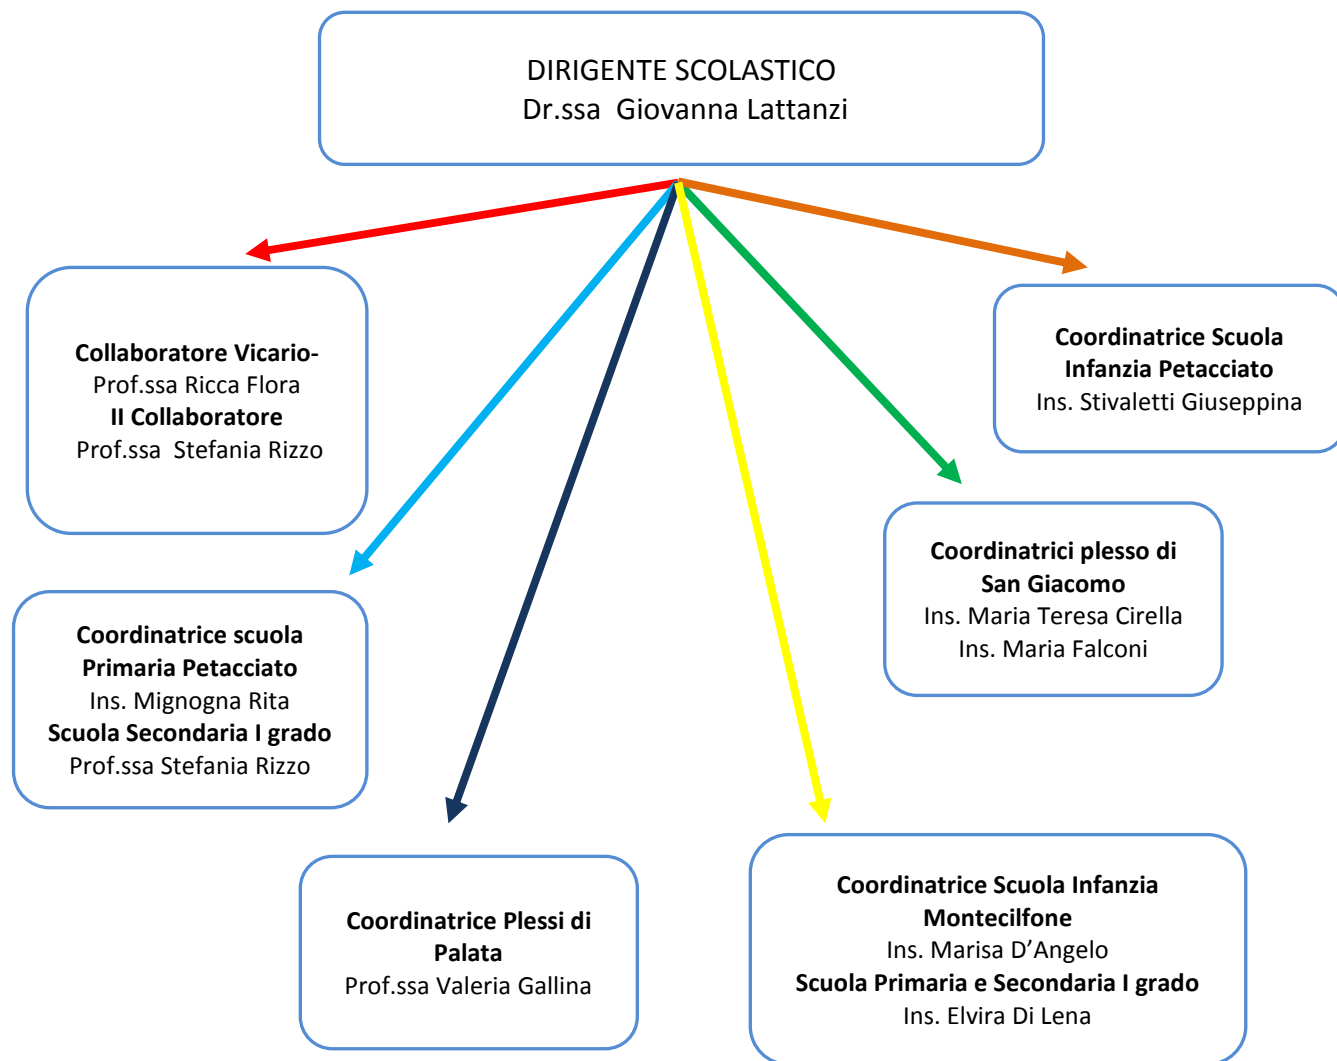 DIRIGENTE SCOLASTICO
Dr.ssa Giovanna Lattanzi
Collaboratore Vicario-
Prof.ssa Ricca Flora
II Collaboratore
Prof.ssa Stefania Rizzo
Coordinatrice Scuola
Infanzia Petacciato
Ins. Stivaletti Giuseppina
Coordinatrici plesso di
San Giacomo
Ins. Maria Teresa Cirella
Ins. Maria Falconi
Coordinatrice scuola
Primaria Petacciato
Ins. Mignogna Rita
Scuola Secondaria I grado
Prof.ssa Stefania Rizzo
Coordinatrice Plessi di
Palata
Prof.ssa Valeria Gallina
Coordinatrice Scuola Infanzia
Montecilfone
Ins. Marisa D’Angelo
Scuola Primaria e Secondaria I grado
Ins. Elvira Di Lena